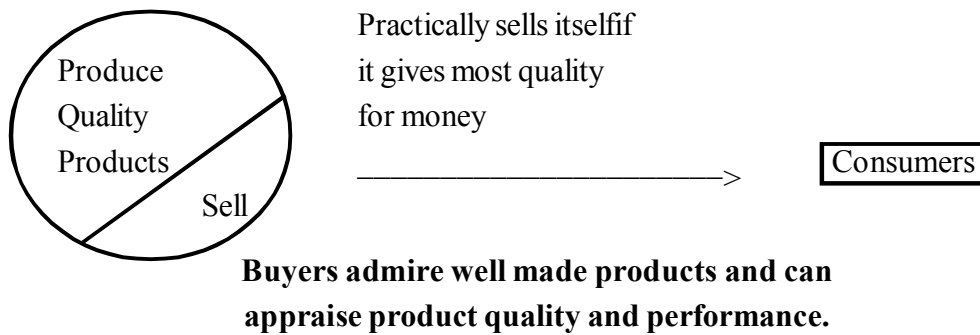 Practically sells itselfif
Produce
it gives most quality
Quality
for money
Products
Consumers
——————————————————————>
Sell
Buyers admire well made products and can
appraise product quality and performance.